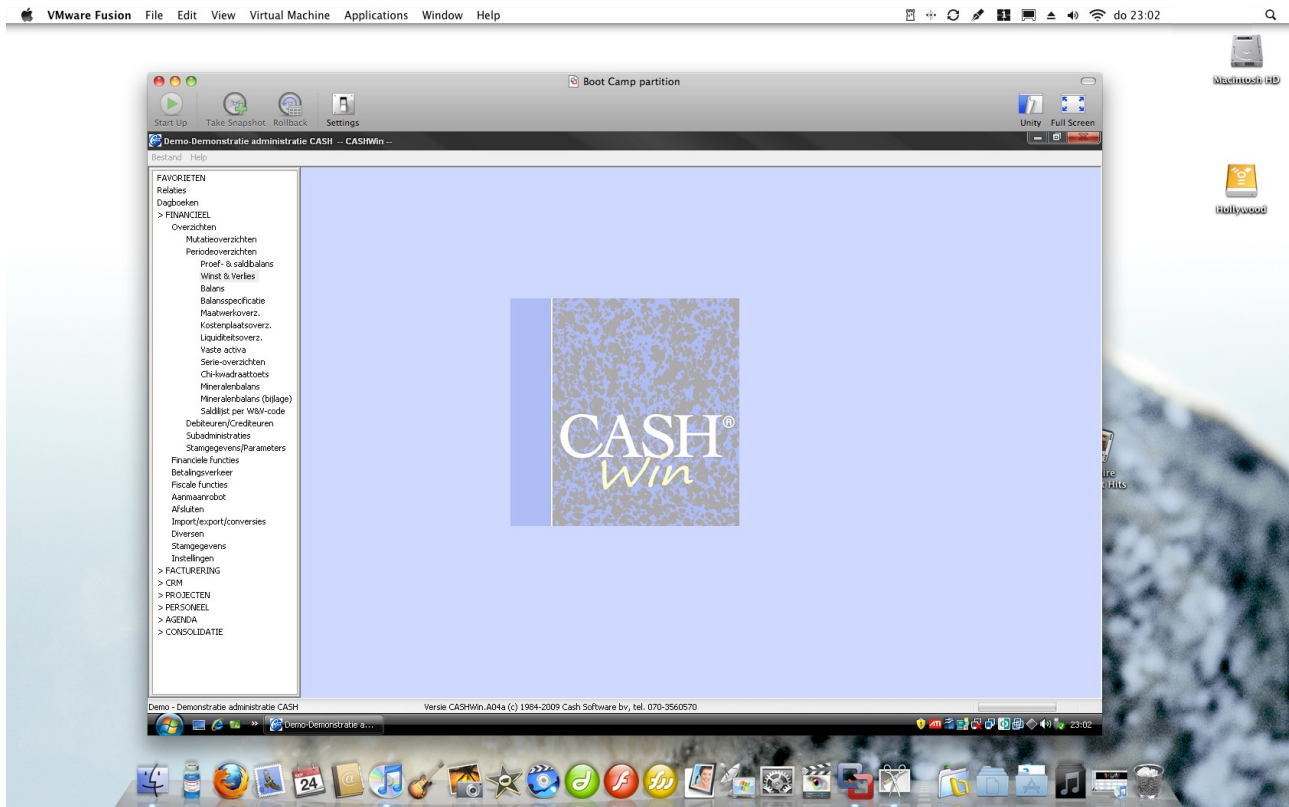 VMware Fusion File Edit View Virtual Machine Applications Window Help do 23:02
Macintosh HD
Boot Camp partition
Start Up Take Snapshot Rollback Settings Unity Full Screen
Demo-Demonstratie administratie CASH -- CASHWin --
Bestand Help
FAVORIETEN
Relaties
Dagboeken
> FINANCIEEL
Overzichten
Mutatieoverzichten
Periodeoverzichten
Proef- & saldibalans
Winst & Verlies
Balans
Balansspecificatie
Maatwerkoverz.
Kostenplaatsoverz.
Liquiditeitsoverz.
Vaste activa
Serie-overzichten
Chi-kwadraattoets
Mineralenbalans
Mineralenbalans (bijlage)
Saldilijst per W&V-code
Debiteuren/Crediteuren
Subadministraties
Stamgegevens/Parameters
Financiele functies
Betalingsverkeer
Fiscale functies
Aanmaanrobot
Afsluiten
Import/export/conversies
Diversen
Stamgegevens
Instellingen
> FACTURERING
> CRM
> PROJECTEN
> PERSONEEL
> AGENDA
> CONSOLIDATIE
CASH®
Win
Hollywood
Hits
Demo - Demonstratie administratie CASH Versie CASHWin.A04a (c) 1984-2009 Cash Software bv, tel. 070-3560570
» Demo-Demonstratie a... ATI 23:02
SEP
24